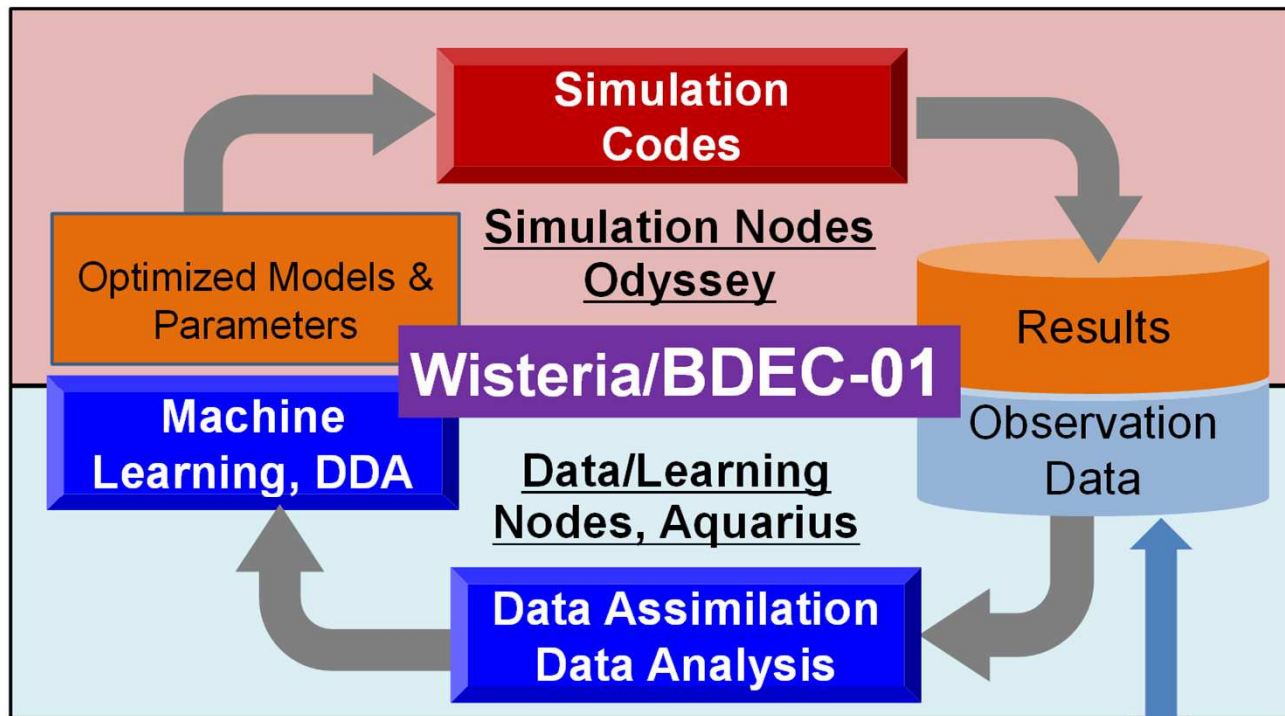 Simulation
Codes
Simulation Nodes
Odyssey
Optimized Models &
Parameters
Results
Wisteria/BDEC-01
Machine
Learning, DDA
Observation
Data
Data/Learning
Nodes, Aquarius
Data Assimilation
Data Analysis